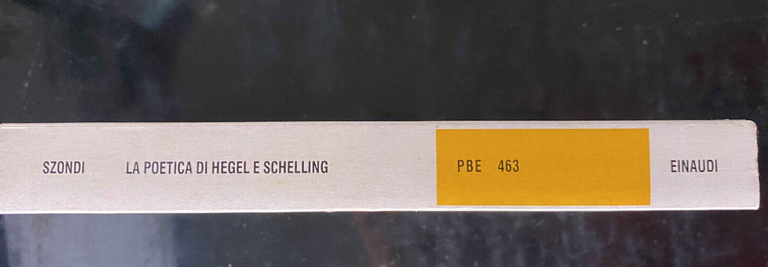 SZONDI LA POETICA DI HEGEL E SCHELLING PBE 463 EINAUDI